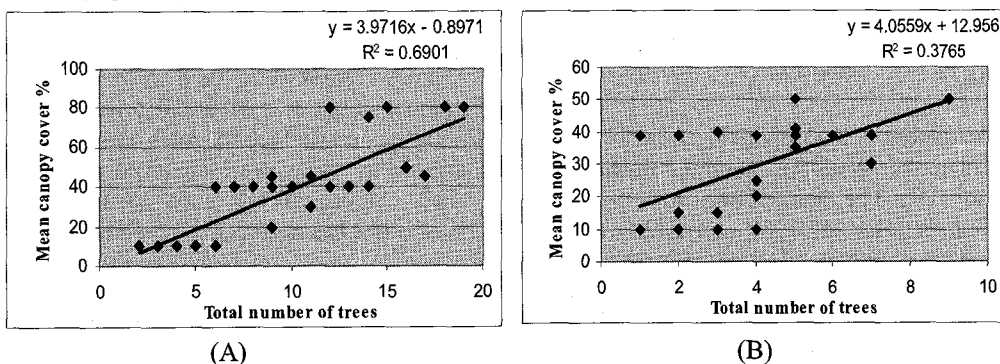 y = 3.9716x - 0.8971
R² = 0.6901
Mean canopy cover %
100
80
60
40
20
0
0 5 10 15 20
Total number of trees
(A)
y = 4.0559x + 12.956
R² = 0.3765
Mean canopy cover %
60
50
40
30
20
10
0
0 2 4 6 8 10
Total number of trees
(B)